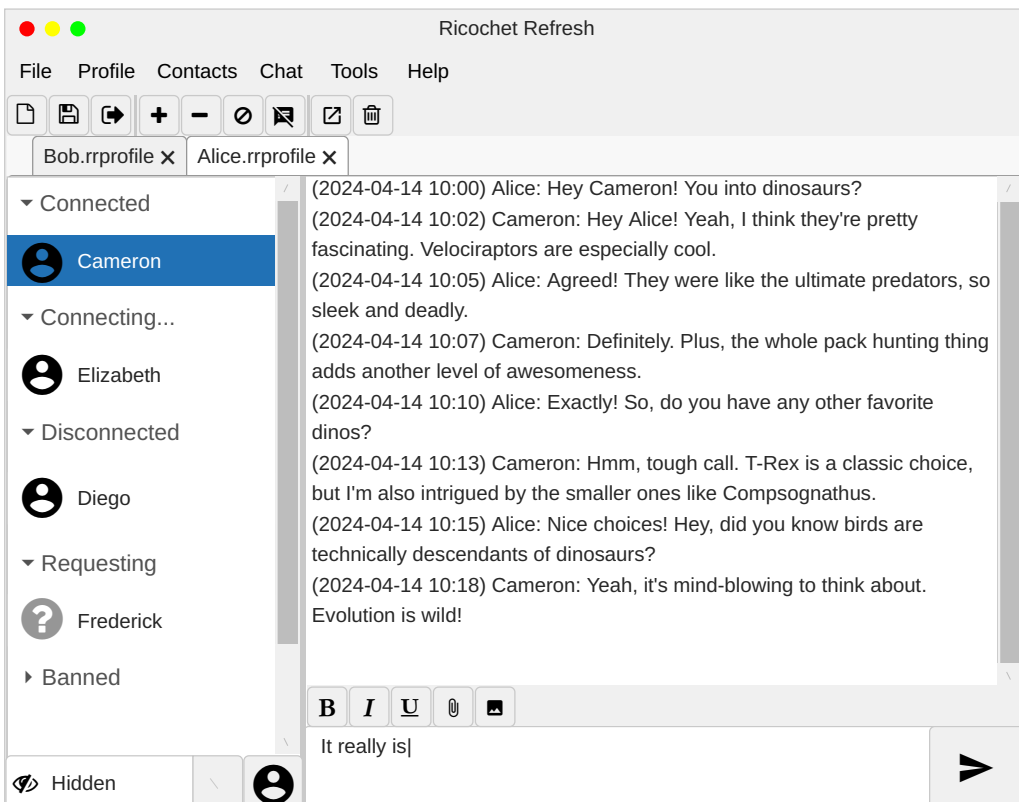 Ricochet Refresh
File Profile Contacts Chat Tools Help
Bob.rrprofile Alice.rrprofile
Connected
Cameron
Connecting...
Elizabeth
Disconnected
Diego
Requesting
Frederick
Banned
Hidden
(2024-04-14 10:00) Alice: Hey Cameron! You into dinosaurs?
(2024-04-14 10:02) Cameron: Hey Alice! Yeah, I think they're pretty
fascinating. Velociraptors are especially cool.
(2024-04-14 10:05) Alice: Agreed! They were like the ultimate predators, so
sleek and deadly.
(2024-04-14 10:07) Cameron: Definitely. Plus, the whole pack hunting thing
adds another level of awesomeness.
(2024-04-14 10:10) Alice: Exactly! So, do you have any other favorite
dinos?
(2024-04-14 10:13) Cameron: Hmm, tough call. T-Rex is a classic choice,
but I'm also intrigued by the smaller ones like Compsognathus.
(2024-04-14 10:15) Alice: Nice choices! Hey, did you know birds are
technically descendants of dinosaurs?
(2024-04-14 10:18) Cameron: Yeah, it's mind-blowing to think about.
Evolution is wild!
B I U
It really is